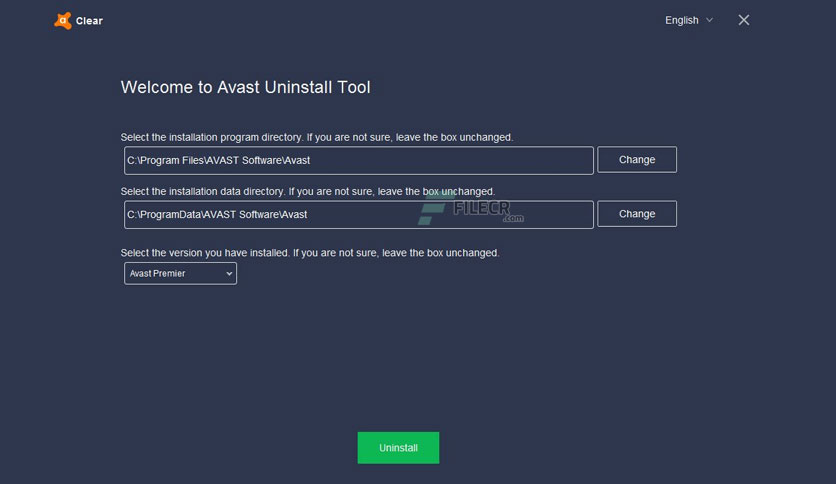 Clear
English
Welcome to Avast Uninstall Tool
Select the installation program directory. If you are not sure, leave the box unchanged.
C:\Program Files\AVAST Software\Avast
Change
Select the installation data directory. If you are not sure, leave the box unchanged.
C:\ProgramData\AVAST Software\Avast
Change
FILECR
.com
Select the version you have installed. If you are not sure, leave the box unchanged.
Avast Premier
Uninstall